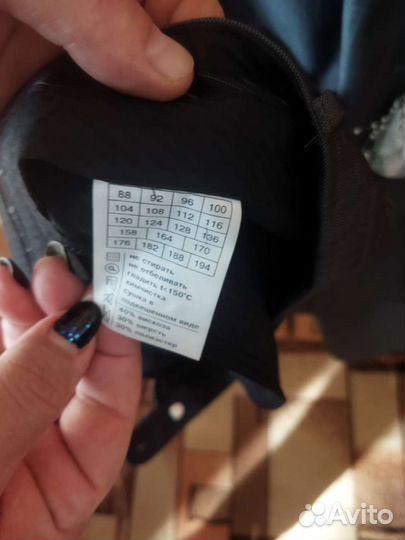 88 92 96 100
104 108 112 116
120 124 128 136
158 164 170
176 182 188 194
не стирать
не отбеливать
гладить t<150°С
химчистка
сушка в
подвешенном виде
40% вискоза
30% шерсть
30% полиэстер
Avito